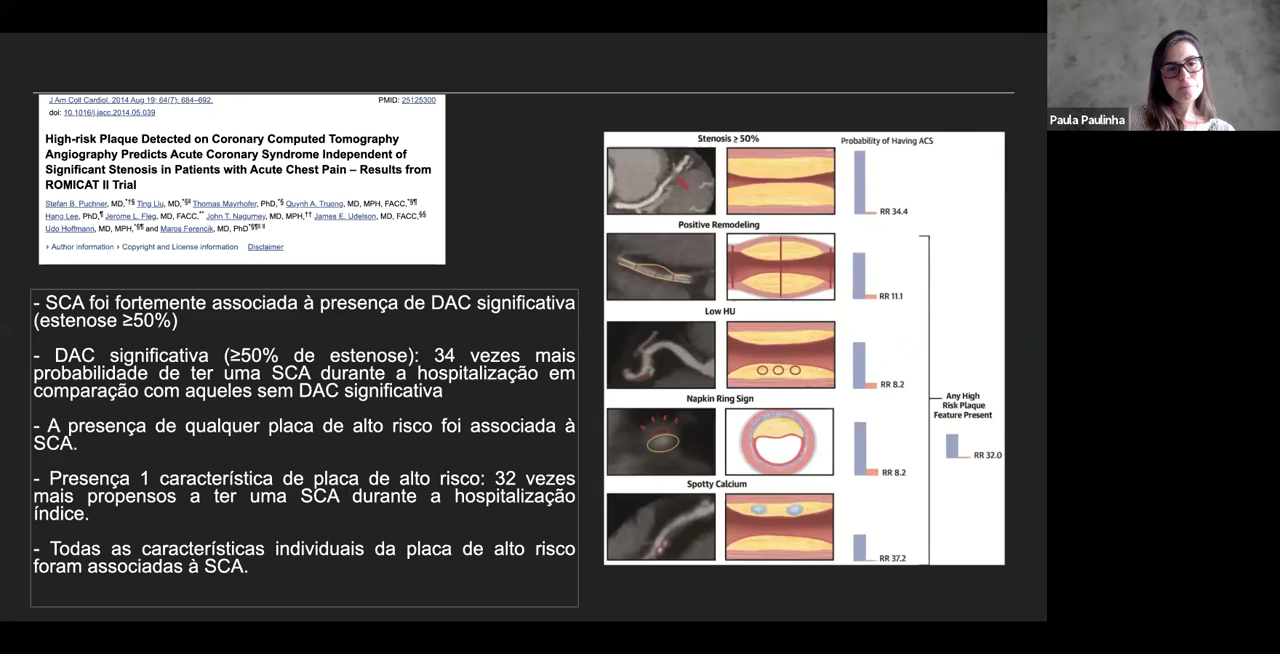 J Am Coll Cardiol. 2014 Aug 19; 64(7): 684–692.
PMID: 25125300
doi: 10.1016/j.jacc.2014.05.039
High-risk Plaque Detected on Coronary Computed Tomography
Angiography Predicts Acute Coronary Syndrome Independent of
Significant Stenosis in Patients with Acute Chest Pain – Results from
ROMICAT II Trial
Stefan B. Puchner, MD,*†§ Ting Liu, MD,*§‖ Thomas Mayrhofer, PhD,*§ Quynh A. Truong, MD, MPH, FACC,*†§¶
Hang Lee, PhD,¶ Jerome L. Fleg, MD, FACC,** John T. Nagurney, MD, MPH,†† James E. Udelson, MD, FACC,§§
Udo Hoffmann, MD, MPH,*§¶ and Maros Ferencik, MD, PhD*§¶‖ ‖
› Author information › Copyright and License information Disclaimer
- SCA foi fortemente associada à presença de DAC significativa
(estenose ≥50%)
- DAC significativa (≥50% de estenose): 34 vezes mais
probabilidade de ter uma SCA durante a hospitalização em
comparação com aqueles sem DAC significativa
- A presença de qualquer placa de alto risco foi associada à
SCA.
- Presença 1 característica de placa de alto risco: 32 vezes
mais propensos a ter uma SCA durante a hospitalização
índice.
- Todas as características individuais da placa de alto risco
foram associadas à SCA.
Stenosis ≥ 50%
Probability of Having ACS
RR 34.4
Positive Remodeling
RR 11.1
Low HU
RR 8.2
Napkin Ring Sign
RR 8.2
Spotty Calcium
RR 37.2
Any High
Risk Plaque
Feature Present
RR 32.0
Paula Paulinha